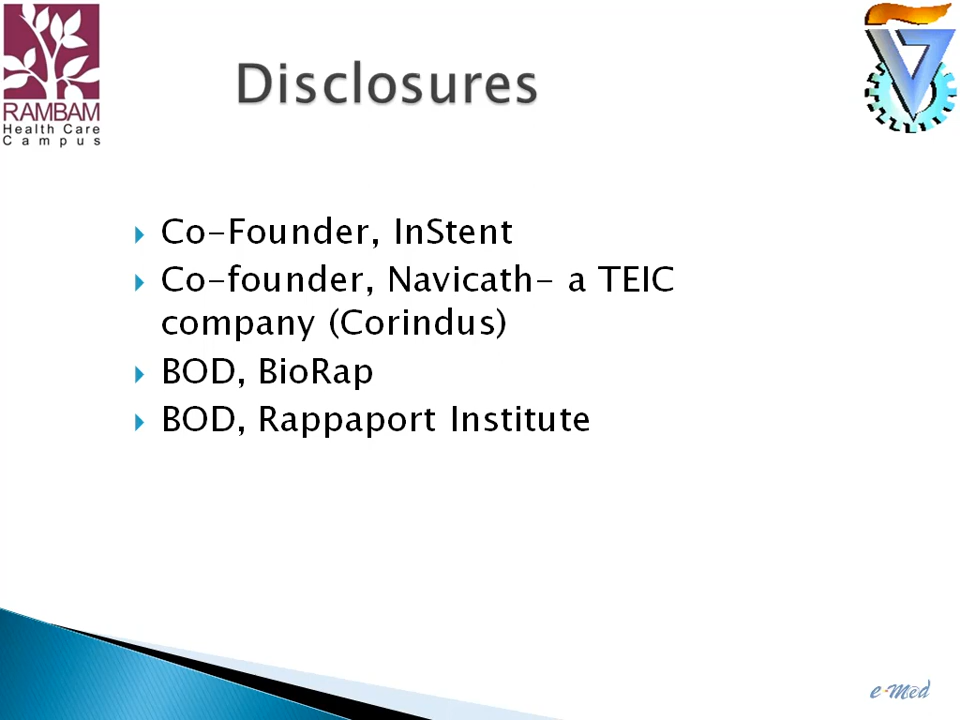 RAMBAM
Health Care
Campus
Disclosures
Co-Founder, InStent
Co-founder, Navicath- a TEIC
company (Corindus)
BOD, BioRap
BOD, Rappaport Institute
e-Med